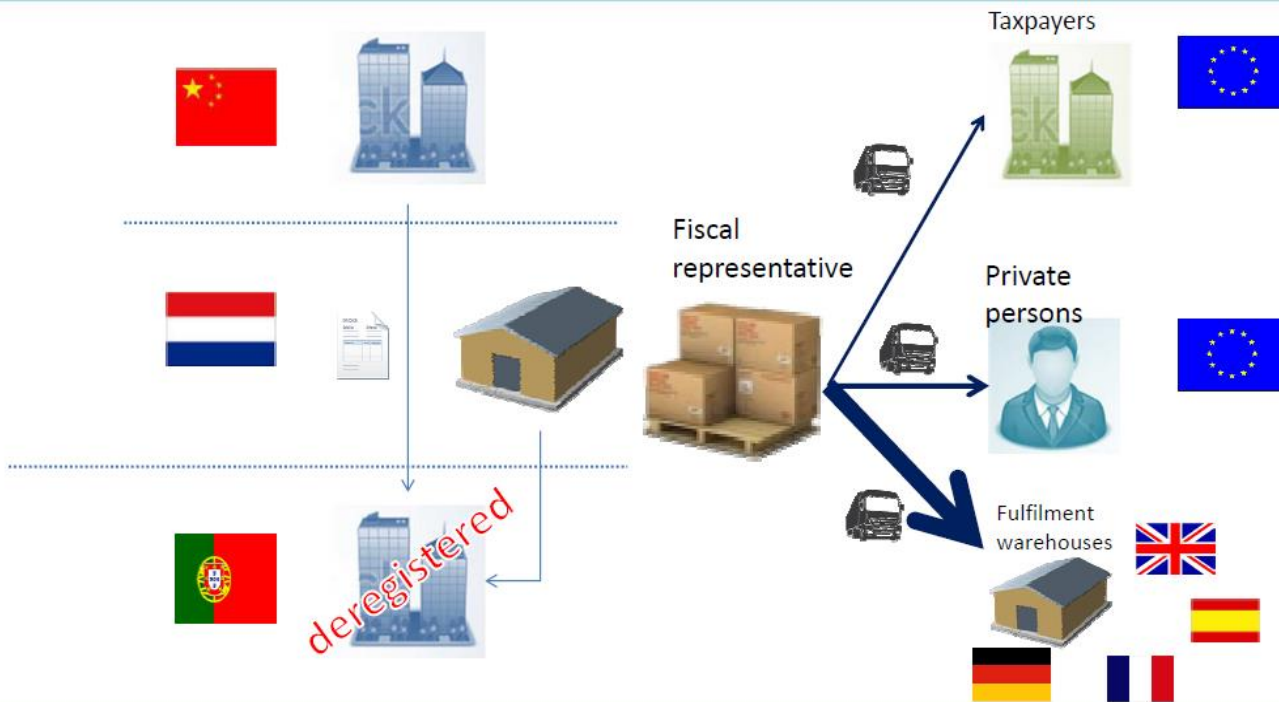 Taxpayers
Fiscal
representative
Private
persons
deregistered
Fulfilment
warehouses